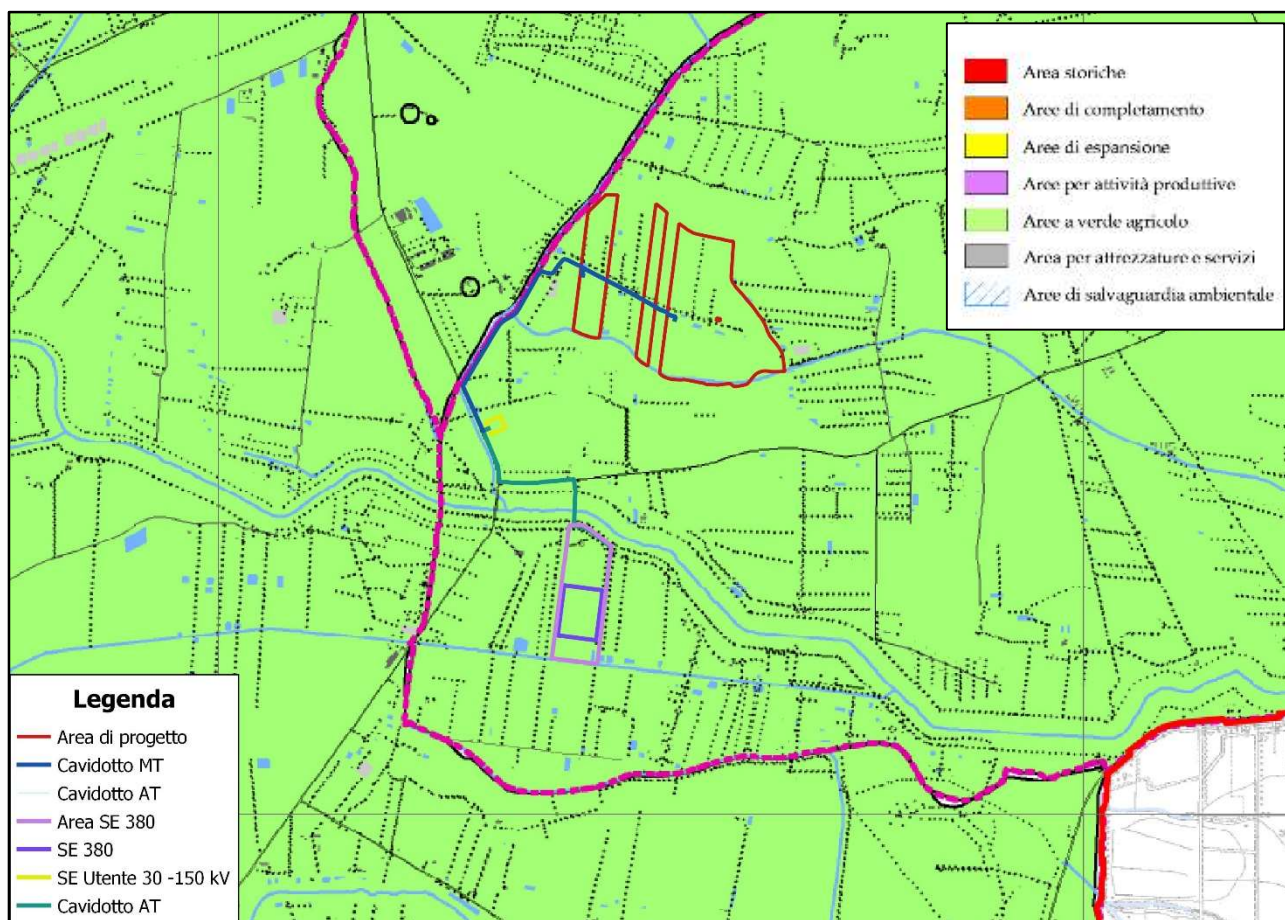 Area storiche
Aree di completamento
Aree di espansione
Aree per attività produttive
Aree a verde agricolo
Area per attrezzature e servizi
Aree di salvaguardia ambientale
Legenda
Area di progetto
Cavidotto MT
Cavidotto AT
Area SE 380
SE 380
SE Utente 30 -150 kV
Cavidotto AT